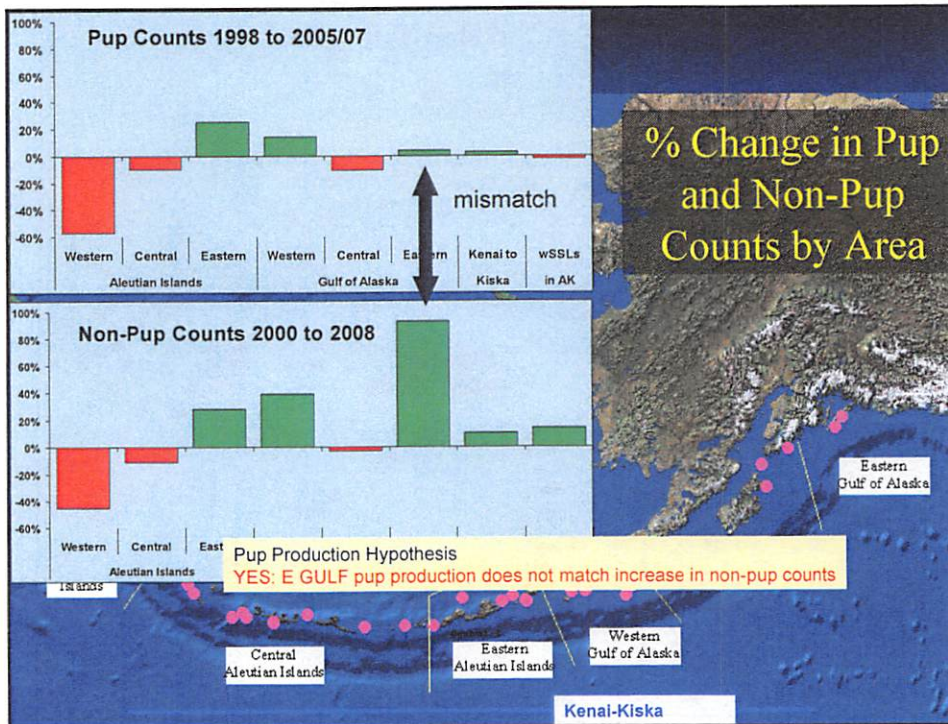 Pup Counts 1998 to 2005/07
100%
80%
60%
40%
20%
0%
-20%
-40%
-60%
mismatch
Western Central Eastern Western Central Eastern Kenai to wSSLs
Kiska in AK
Aleutian Islands Gulf of Alaska
% Change in Pup
and Non-Pup
Counts by Area
Non-Pup Counts 2000 to 2008
100%
80%
60%
40%
20%
0%
-20%
-40%
-60%
Western Central
Aleutian Islands
Pup Production Hypothesis
YES: E GULF pup production does not match increase in non-pup counts
Eastern
Gulf of Alaska
Islands
Central
Aleutian Islands
Eastern
Aleutian Islands
Western
Gulf of Alaska
Kenai-Kiska